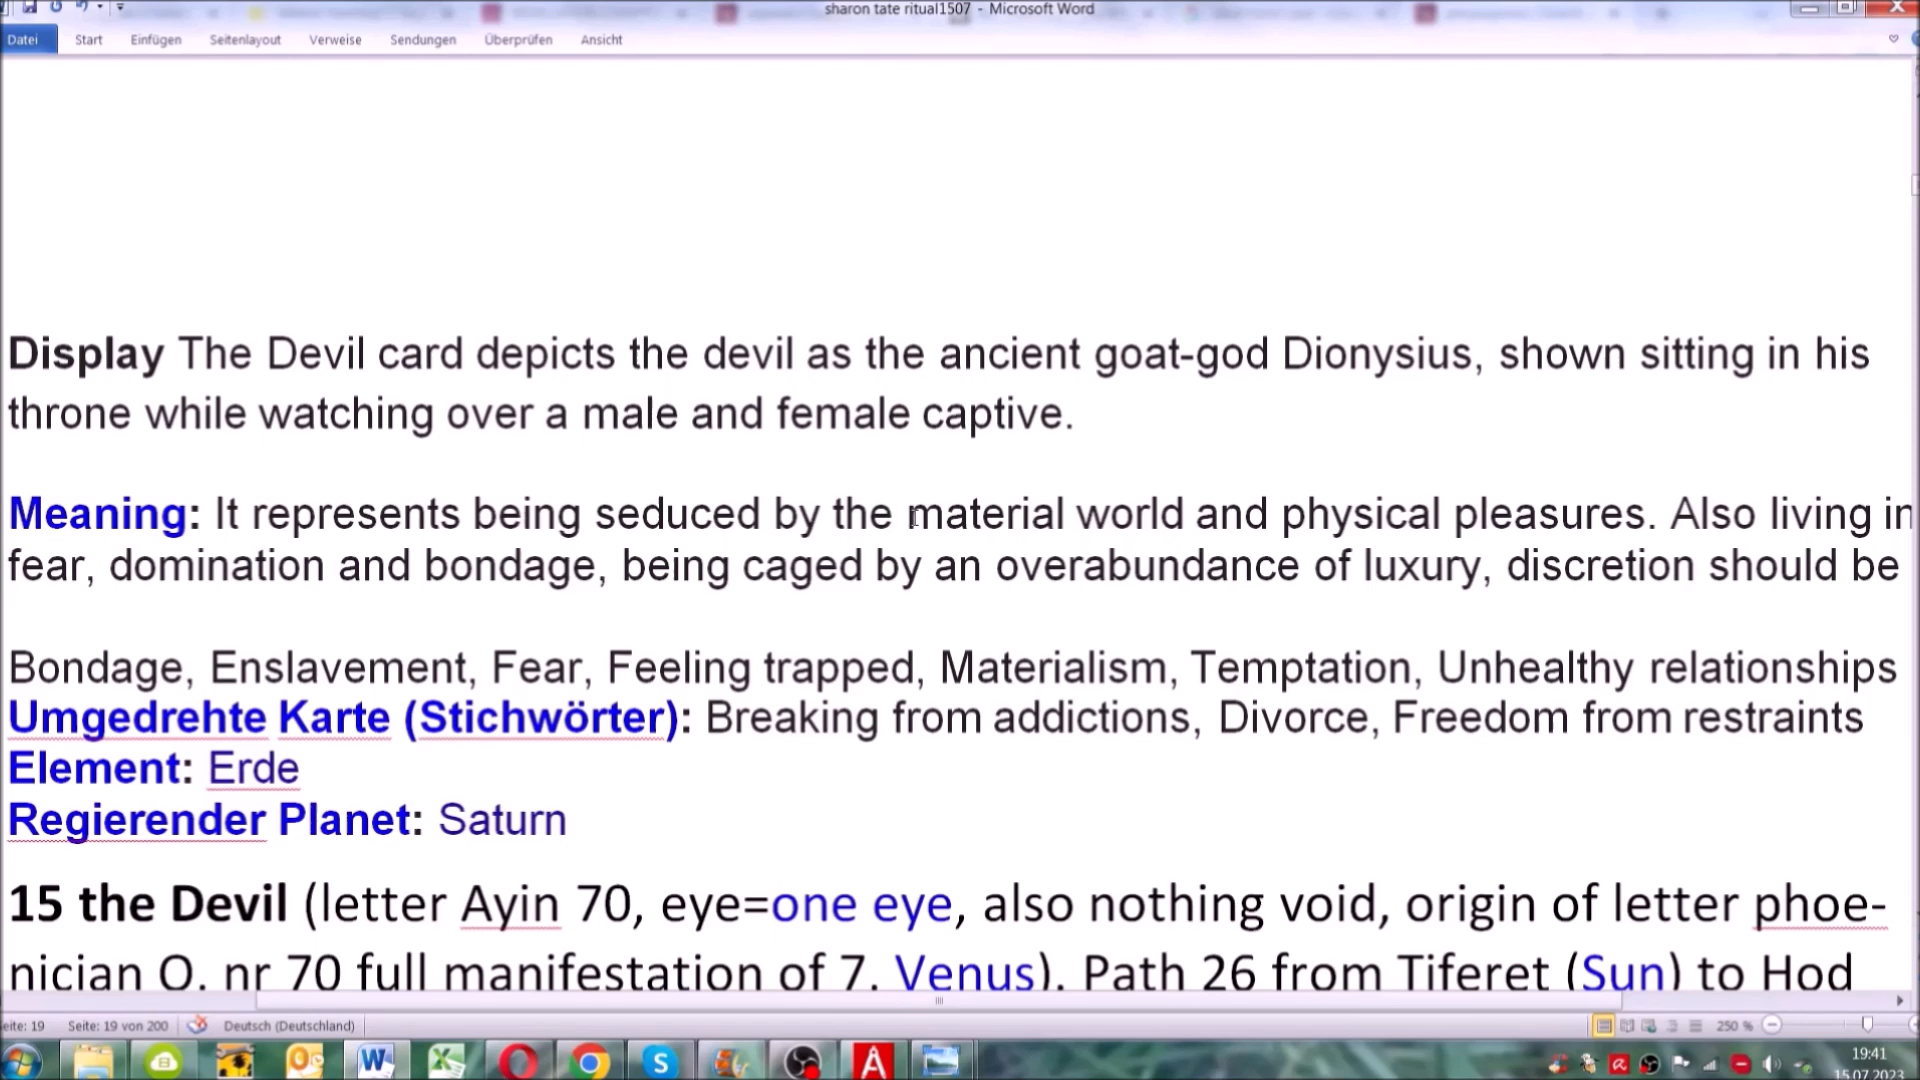 sharon tate ritual1507 - Microsoft Word
Datei Start Einfügen Seitenlayout Verweise Sendungen Überprüfen Ansicht
Display The Devil card depicts the devil as the ancient goat-god Dionysius, shown sitting in his
throne while watching over a male and female captive.
Meaning: It represents being seduced by the material world and physical pleasures. Also living in
fear, domination and bondage, being caged by an overabundance of luxury, discretion should be
Bondage, Enslavement, Fear, Feeling trapped, Materialism, Temptation, Unhealthy relationships
Umgedrehte Karte (Stichwörter): Breaking from addictions, Divorce, Freedom from restraints
Element: Erde
Regierender Planet: Saturn
15 the Devil (letter Ayin 70, eye=one eye, also nothing void, origin of letter phoe-
nician O. nr 70 full manifestation of 7. Venus). Path 26 from Tiferet (Sun) to Hod
eite: 19 Seite: 19 von 200 Deutsch (Deutschland) 250 %
19:41
15.07.2023